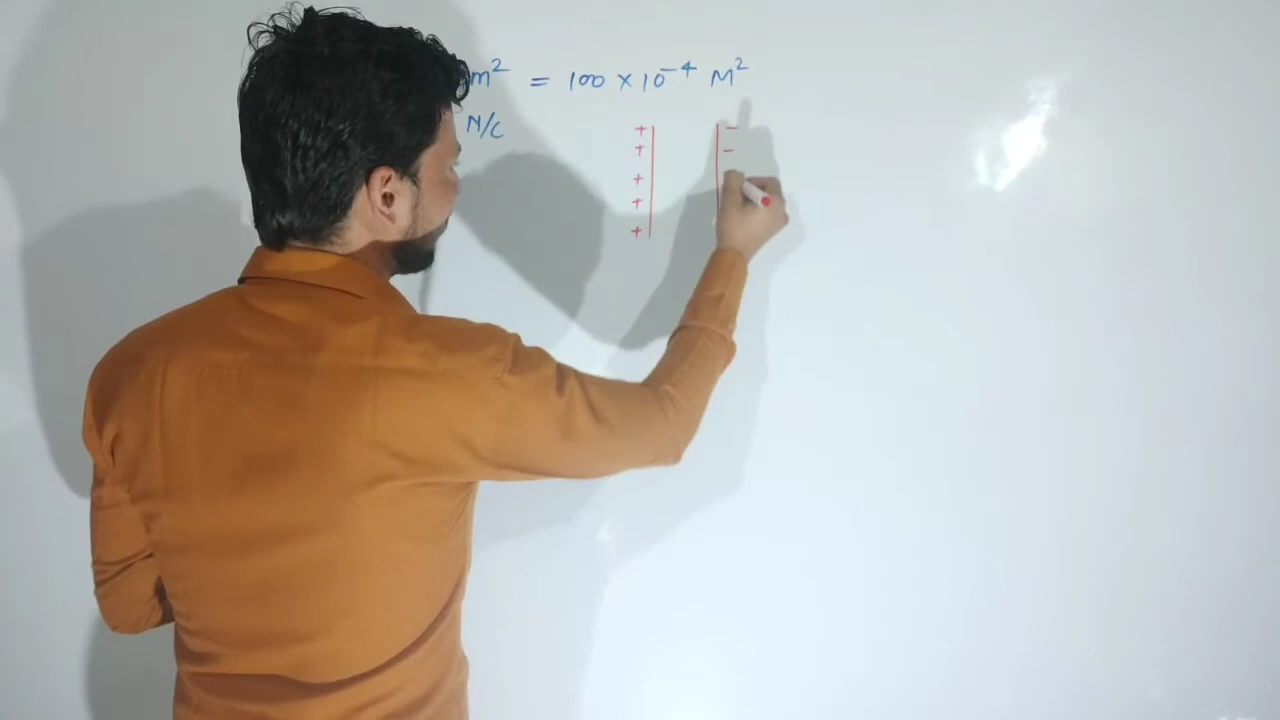 m² = 100 × 10⁻⁴ M²
N/C
+ -
+ -
+
+
+